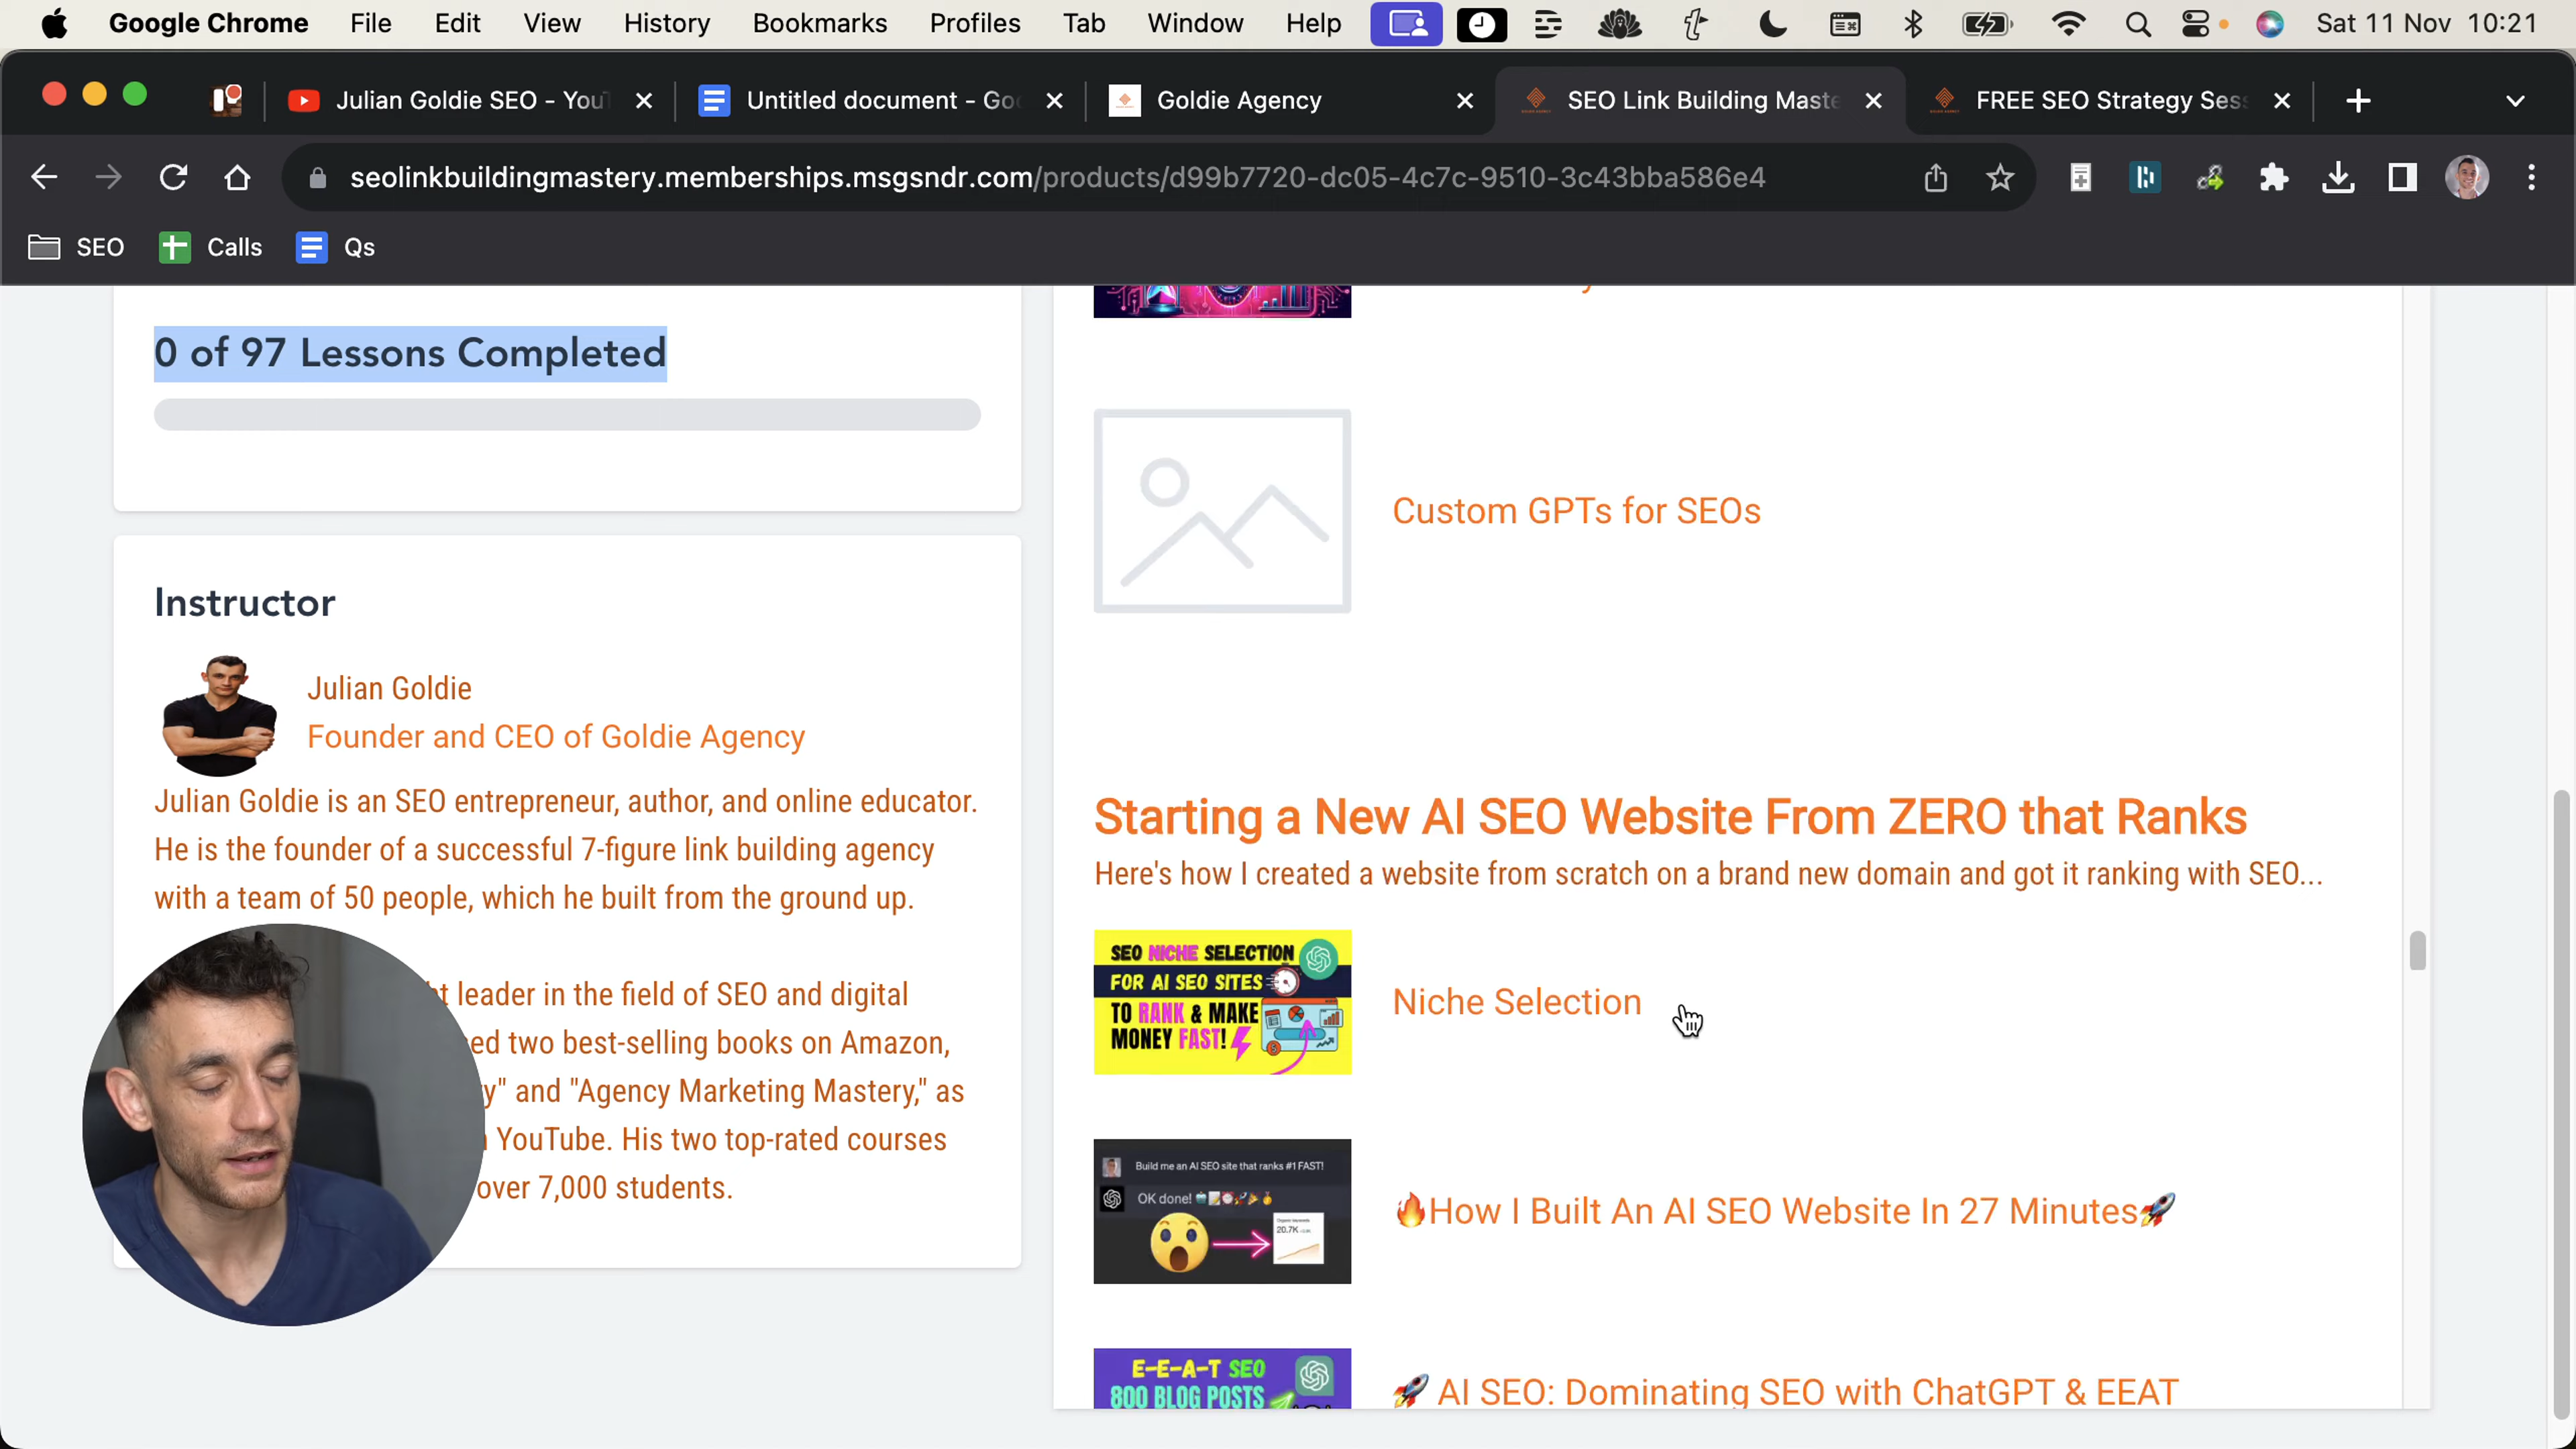 Google Chrome File Edit View History Bookmarks Profiles Tab Window Help Sat 11 Nov 10:21
Julian Goldie SEO - YouT Untitled document - Goo Goldie Agency SEO Link Building Maste FREE SEO Strategy Sess
seolinkbuildingmastery.memberships.msgsndr.com/products/d99b7720-dc05-4c7c-9510-3c43bba586e4
SEO Calls Qs
0 of 97 Lessons Completed
Instructor
Julian Goldie
Founder and CEO of Goldie Agency
Julian Goldie is an SEO entrepreneur, author, and online educator.
He is the founder of a successful 7-figure link building agency
with a team of 50 people, which he built from the ground up.
leader in the field of SEO and digital
two best-selling books on Amazon,
and "Agency Marketing Mastery," as
YouTube. His two top-rated courses
over 7,000 students.
Custom GPTs for SEOs
Starting a New AI SEO Website From ZERO that Ranks
Here's how I created a website from scratch on a brand new domain and got it ranking with SEO...
SEO NICHE SELECTION
FOR AI SEO SITES
TO RANK & MAKE
MONEY FAST!
Niche Selection
Build me an AI SEO site that ranks #1 FAST!
OK done!
Organic keywords
20.7K
🔥How I Built An AI SEO Website In 27 Minutes🚀
E-E-A-T SEO
800 BLOG POSTS
🚀 AI SEO: Dominating SEO with ChatGPT & EEAT